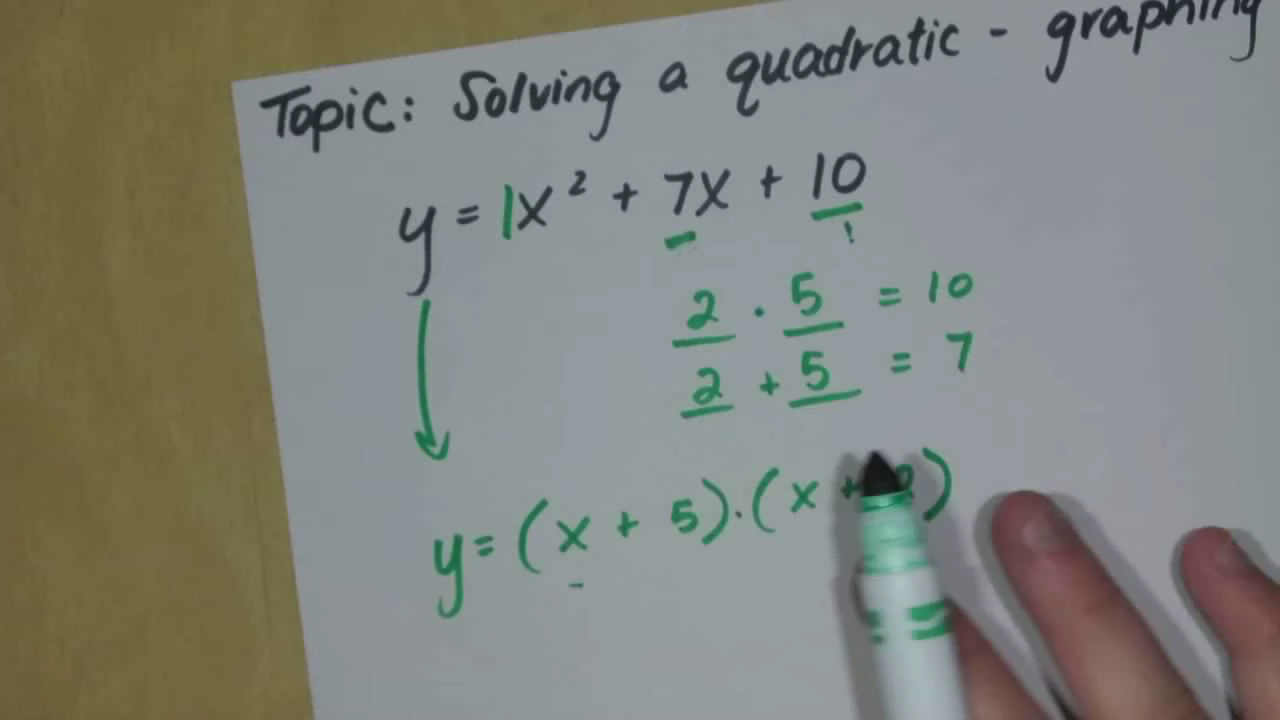 Topic: Solving a quadratic - graphing
y = 1x² + 7x + 10
2 · 5 = 10
2 + 5 = 7
y = (x + 5) · (x + )